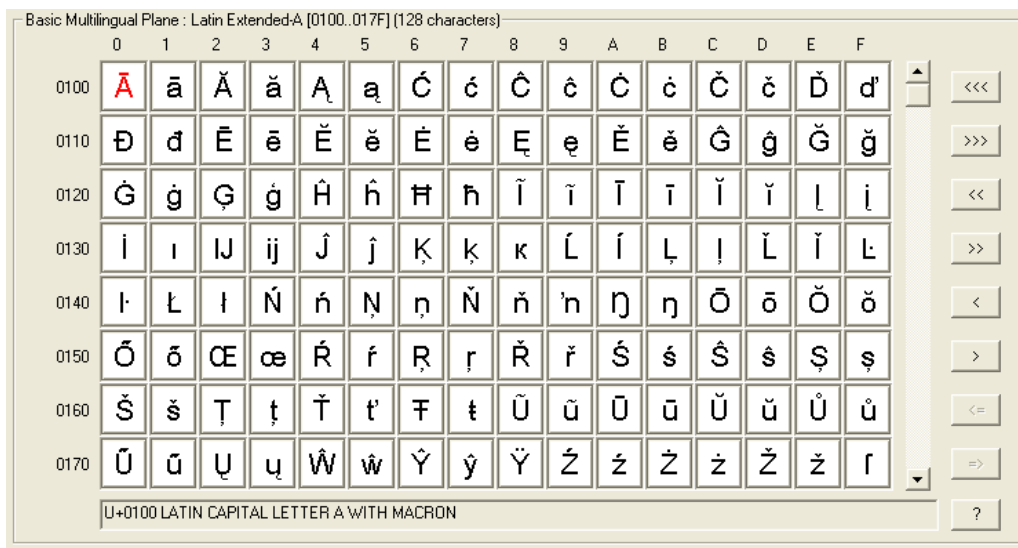 Basic Multilingual Plane : Latin Extended-A [0100..017F] (128 characters)
0 1 2 3 4 5 6 7 8 9 A B C D E F
0100 Ā ā Ă ă Ą ą Ć ć Ĉ ĉ Ċ ċ Č č Ď ď <<<
0110 Đ đ Ē ē Ĕ ĕ Ė ė Ę ę Ě ě Ĝ ĝ Ğ ğ >>>
0120 Ġ ġ Ģ ģ Ĥ ĥ Ħ ħ Ĩ ĩ Ī ī Ĭ ĭ Į į <<
0130 İ ı IJ ij Ĵ ĵ Ķ ķ ĸ Ĺ ĺ Ļ ļ Ľ ľ Ŀ >>
0140 ŀ Ł ł Ń ń Ņ ņ Ň ň ŉ Ŋ ŋ Ō ō Ŏ ŏ <
0150 Ő ő Œ œ Ŕ ŕ Ŗ ŗ Ř ř Ś ś Ŝ ŝ Ş ş >
0160 Š š Ţ ţ Ť ť Ŧ ŧ Ũ ũ Ū ū Ŭ ŭ Ů ů <=
0170 Ű ű Ų ų Ŵ ŵ Ŷ ŷ Ÿ Ź ź Ż ż Ž ž ſ =>
U+0100 LATIN CAPITAL LETTER A WITH MACRON ?